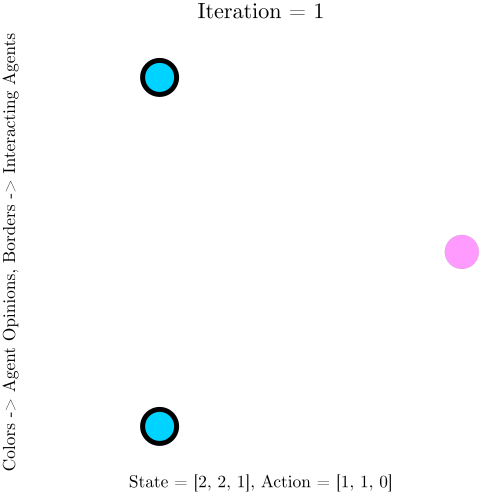 Iteration = 1
Colors -> Agent Opinions, Borders -> Interacting Agents
State = [2, 2, 1], Action = [1, 1, 0]